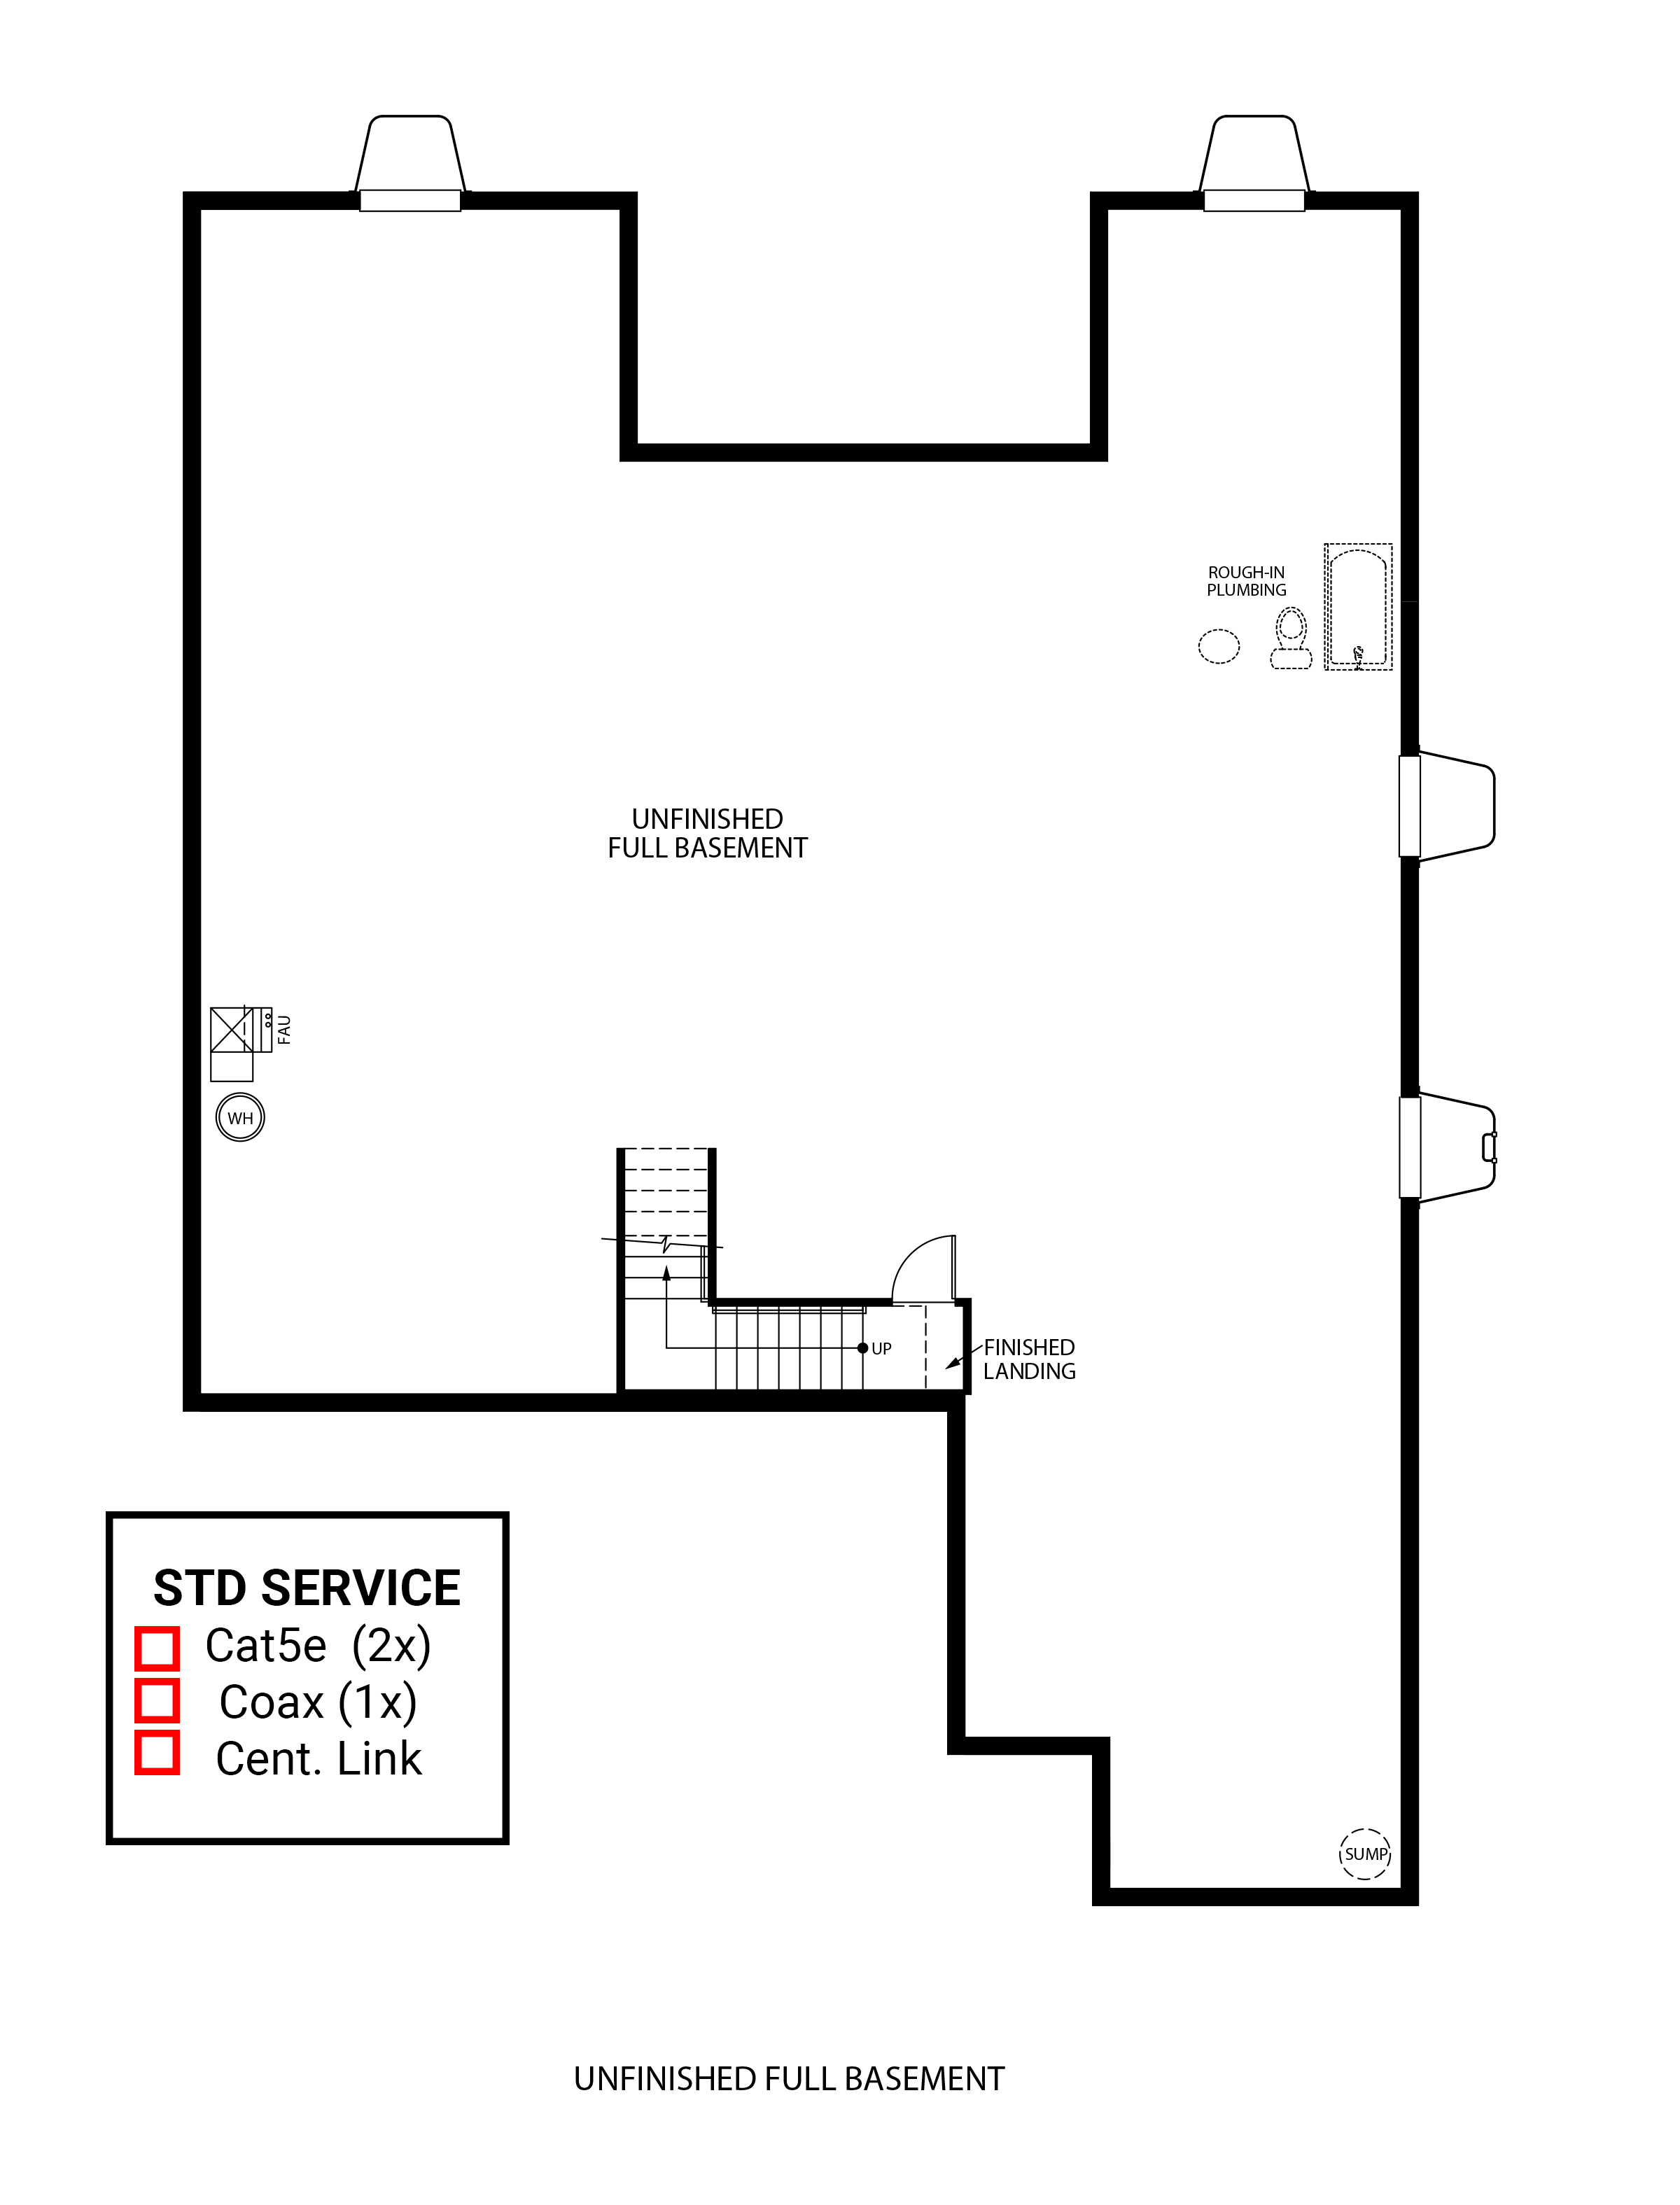 ROUGH-IN
PLUMBING
UNFINISHED
FULL BASEMENT
FAU
WH
UP
FINISHED
LANDING
STD SERVICE
Cat5e (2x)
Coax (1x)
Cent. Link
SUMP
UNFINISHED FULL BASEMENT